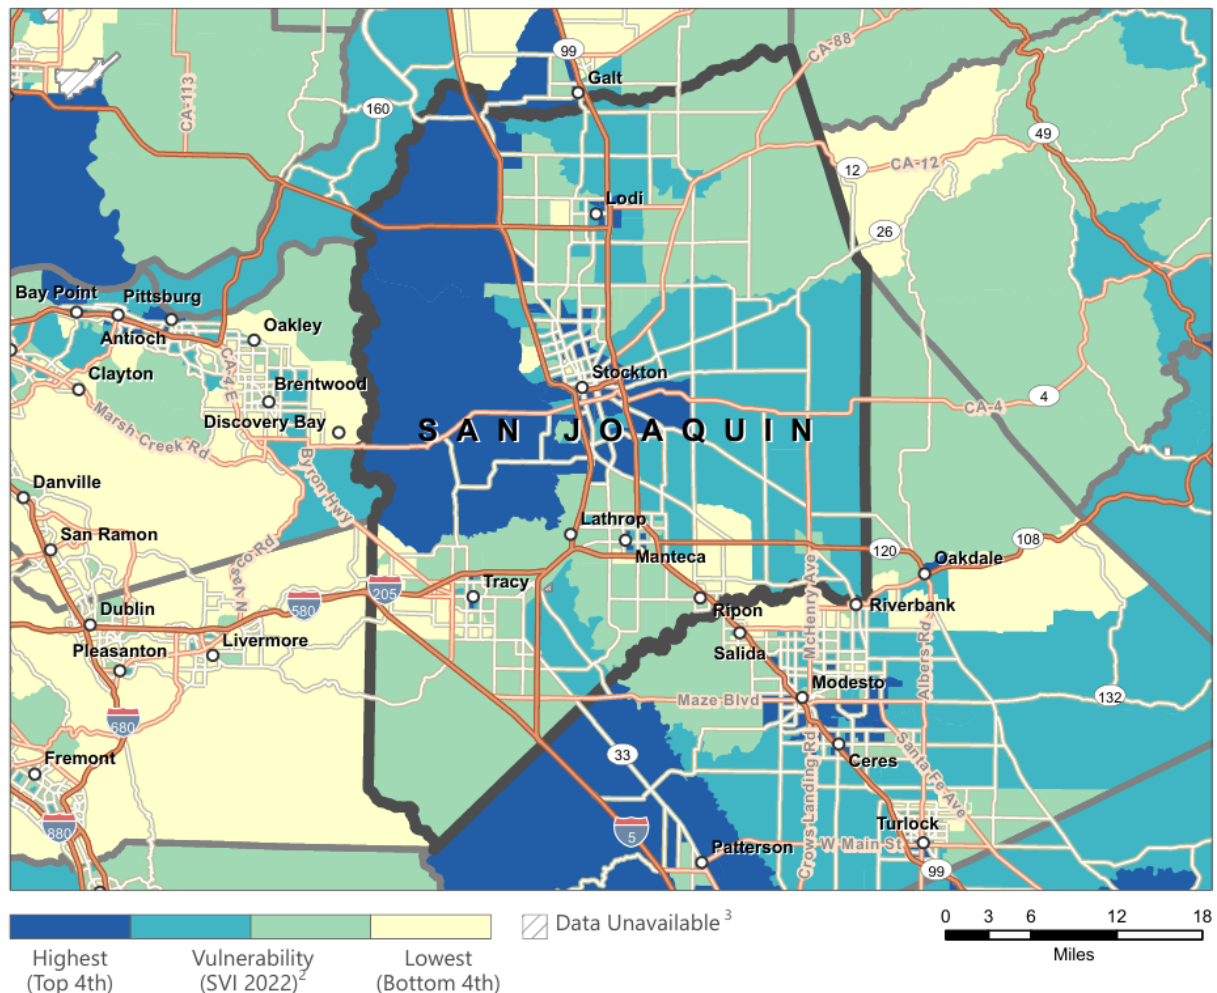 99
Galt
CA-88
CA-113
160
49
12
CA-12
Lodi
26
Bay Point
Pittsburg
Antioch
Oakley
Clayton
CA-4 E
Brentwood
Stockton
4
CA-4
Discovery Bay
Marsh Creek Rd
SAN JOAQUIN
Byron Hwy
Danville
San Ramon
Lathrop
Manteca
120
108
Oakdale
Tracy
205
580
Dublin
Ripon
McHenry Ave
Riverbank
Livermore
Pleasanton
Salida
Albers Rd
Modesto
Maze Blvd
132
680
Fremont
33
Ceres
Santa Fe Ave
Crows Landing Rd
880
5
Turlock
Patterson
W Main St
99
Highest
(Top 4th)
Vulnerability
(SVI 2022)2
Lowest
(Bottom 4th)
Data Unavailable 3
0 3 6 12 18
Miles